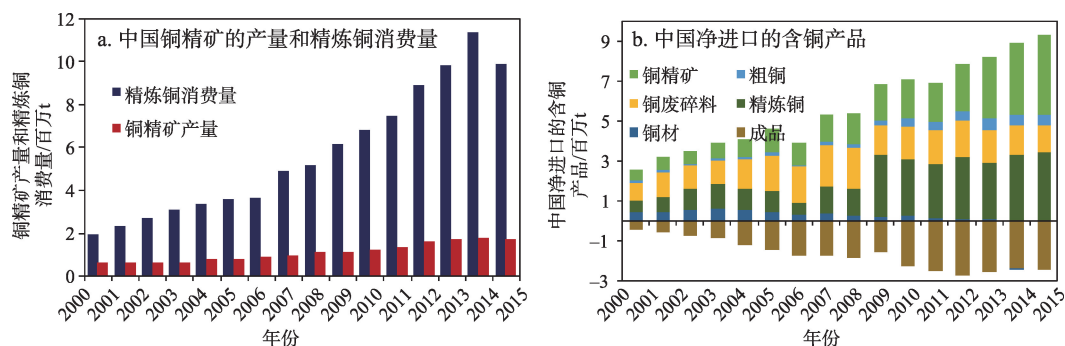 a. 中国铜精矿的产量和精炼铜消费量
精炼铜消费量
铜精矿产量
铜精矿产量和精炼铜
消费量/百万t
12
10
8
6
4
2
0
2000
2001
2002
2003
2004
2005
2006
2007
2008
2009
2010
2011
2012
2013
2014
2015
年份
b. 中国净进口的含铜产品
铜精矿
粗铜
铜废碎料
精炼铜
铜材
成品
中国净进口的含铜
产品/百万t
9
7
5
3
1
−1
−3
2000
2001
2002
2003
2004
2005
2006
2007
2008
2009
2010
2011
2012
2013
2014
2015
年份